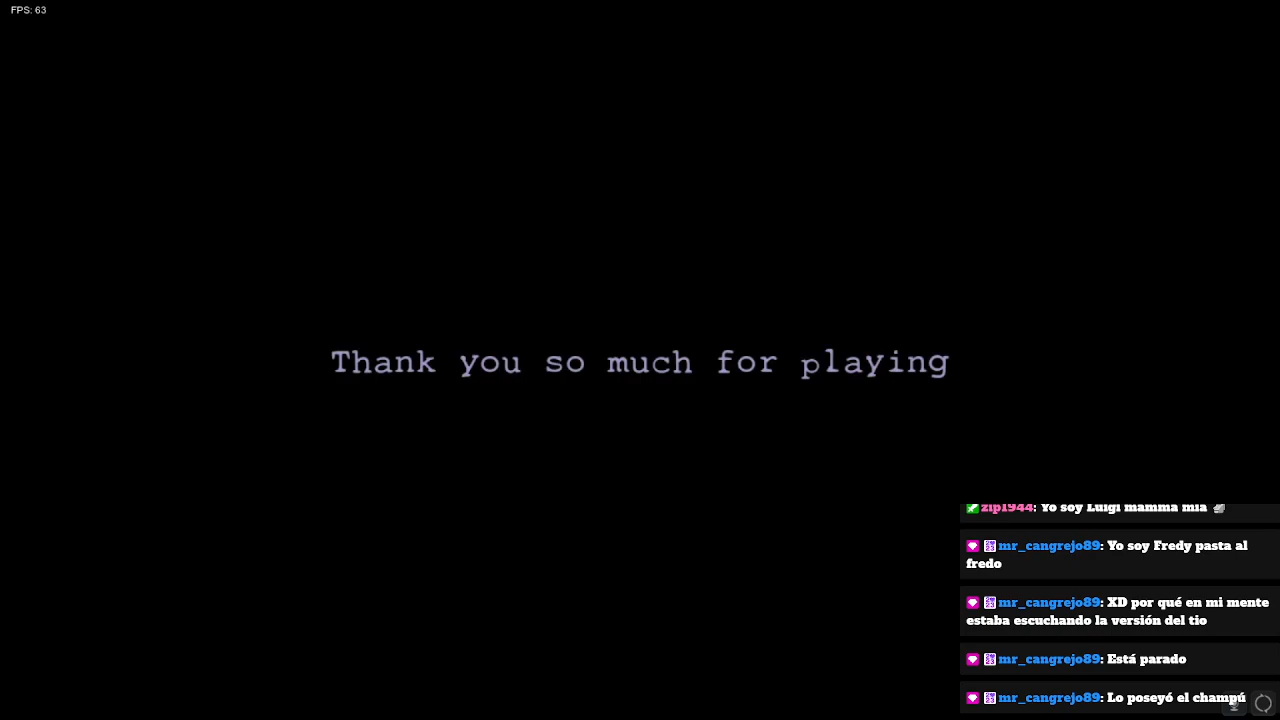 FPS: 63
Thank you so much for playing
zip1944: Yo soy Luigi mamma mia
mr_cangrejo89: Yo soy Fredy pasta al
fredo
mr_cangrejo89: XD por qué en mi mente
estaba escuchando la versión del tio
mr_cangrejo89: Está parado
mr_cangrejo89: Lo poseyó el champú